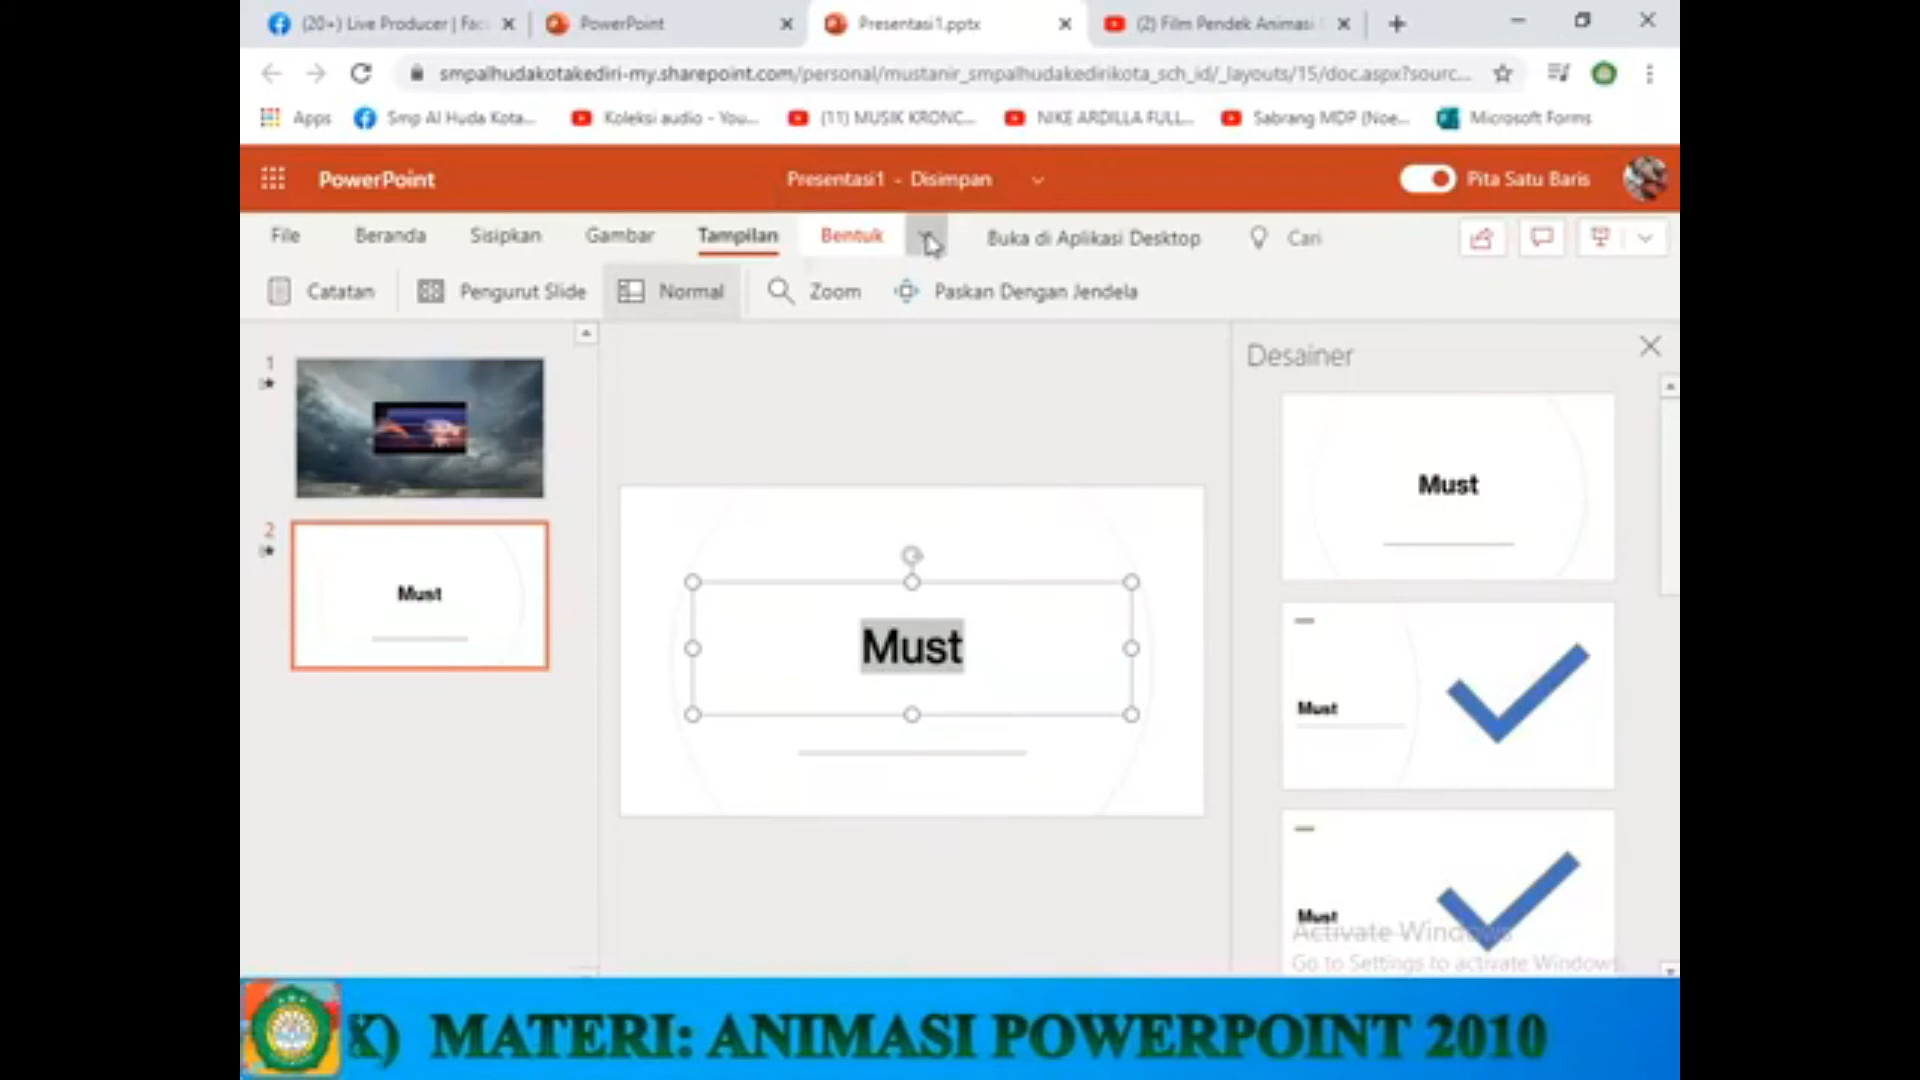 (20+) Live Producer | Fac
PowerPoint
Presentasi1.pptx
(2) Film Pendek Animasi
smpalhudakotakediri-my.sharepoint.com/personal/mustanir_smpalhudakedirikota_sch_id/_layouts/15/doc.aspx?sourc...
Apps
Smp Al Huda Kota...
Koleksi audio - You...
(11) MUSIK KRONC...
NIKE ARDILLA FULL...
Sabrang MDP (Noe...
Microsoft Forms
PowerPoint
Presentasi1 - Disimpan
Pita Satu Baris
File
Beranda
Sisipkan
Gambar
Tampilan
Bentuk
Buka di Aplikasi Desktop
Cari
Catatan
Pengurut Slide
Normal
Zoom
Paskan Dengan Jendela
1
2
Must
Must
Desainer
Must
Must
Must
Activate Windows
Go to Settings to activate Windows.
K) MATERI: ANIMASI POWERPOINT 2010